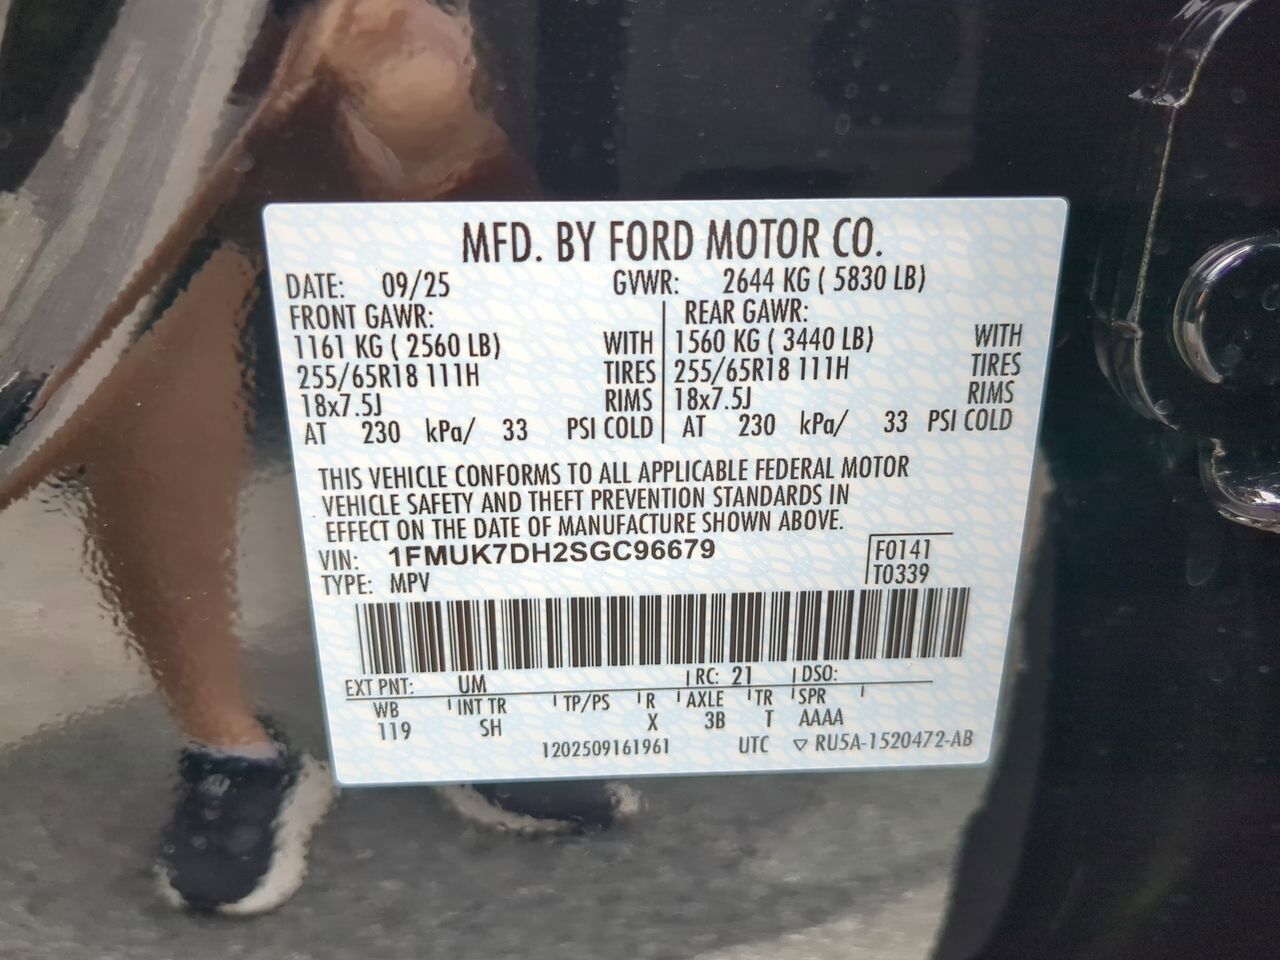 MFD. BY FORD MOTOR CO.
DATE: 09/25 GVWR: 2644 KG ( 5830 LB)
FRONT GAWR: REAR GAWR:
1161 KG ( 2560 LB) WITH 1560 KG ( 3440 LB) WITH
255/65R18 111H TIRES 255/65R18 111H TIRES
18x7.5J RIMS 18x7.5J RIMS
AT 230 kPa/ 33 PSI COLD AT 230 kPa/ 33 PSI COLD
THIS VEHICLE CONFORMS TO ALL APPLICABLE FEDERAL MOTOR
VEHICLE SAFETY AND THEFT PREVENTION STANDARDS IN
EFFECT ON THE DATE OF MANUFACTURE SHOWN ABOVE.
VIN: 1FMUK7DH2SGC96679 F0141
TYPE: MPV T0339
EXT PNT: UM RC: 21 DSO:
WB INT TR TP/PS R AXLE TR SPR
119 SH X 3B T AAAA
1202509161961 UTC ▽ RU5A-1520472-AB